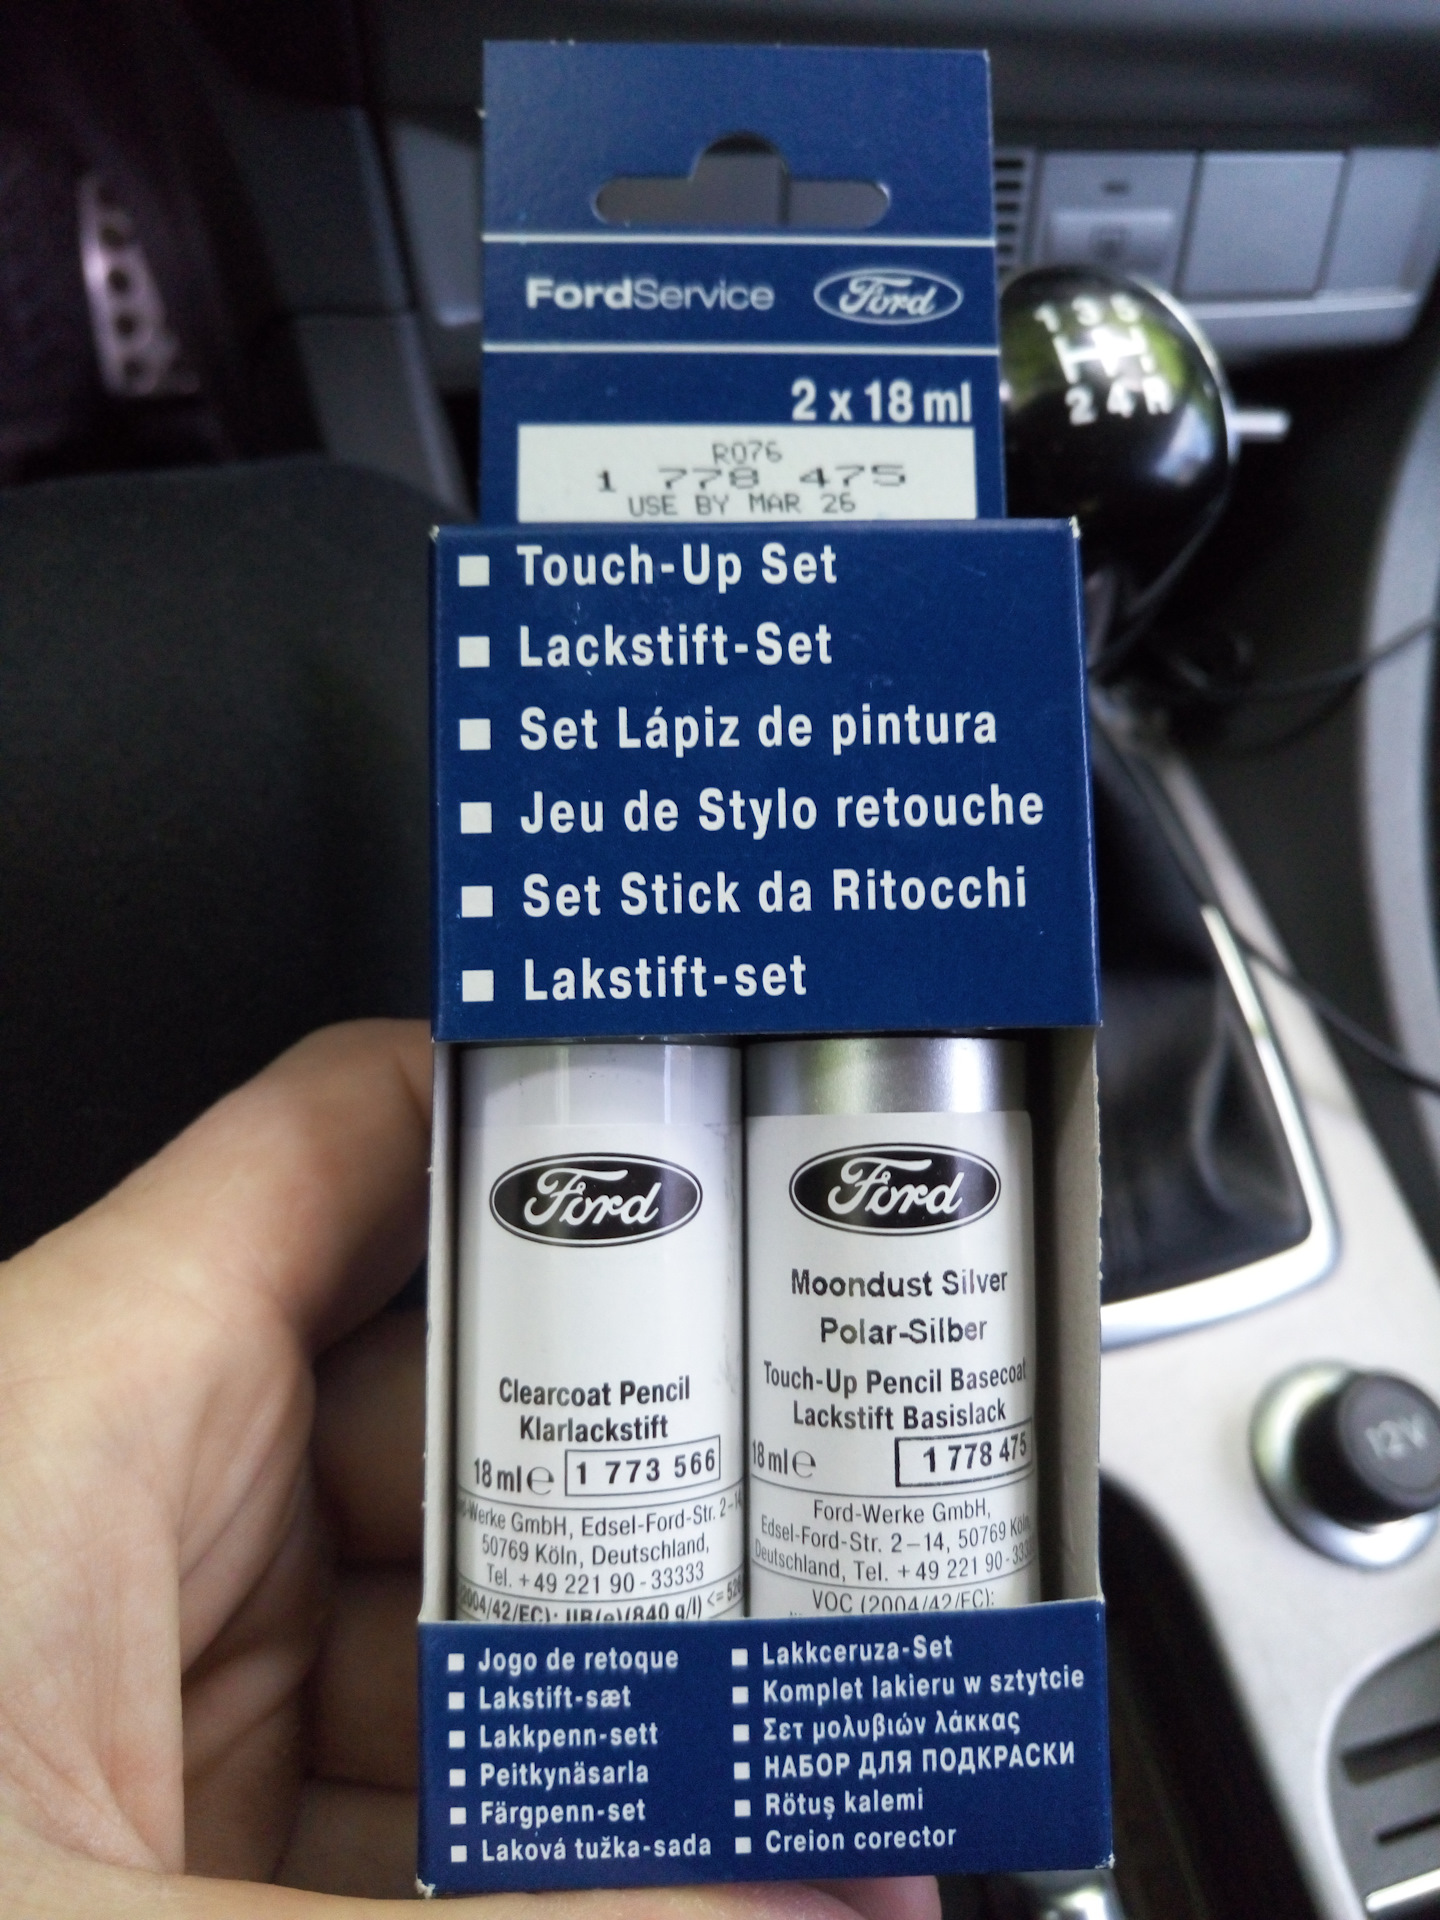 FordService Ford
2 x 18 ml
R076
1 778 475
USE BY MAR 26
Touch-Up Set
Lackstift-Set
Set Lápiz de pintura
Jeu de Stylo retouche
Set Stick da Ritocchi
Lakstift-set
Ford
Clearcoat Pencil
Klarlackstift
18 ml ℮ 1 773 566
-Werke GmbH, Edsel-Ford-Str. 2-14
50769 Köln, Deutschland,
Tel. +49 221 90-33333
Ford
Moondust Silver
Polar-Silber
Touch-Up Pencil Basecoat
Lackstift Basislack
18 ml ℮ 1 778 475
Ford-Werke GmbH,
Edsel-Ford-Str. 2-14, 50769 Köln,
Deutschland, Tel. +49 221 90-333
VOC (2004/42/EC):
Jogo de retoque
Lakstift-sæt
Lakkpenn-sett
Peitkynäsarla
Färgpenn-set
Laková tužka-sada
Lakkceruza-Set
Komplet lakieru w sztytcie
Σετ μολυβιών λάκκας
НАБОР ДЛЯ ПОДКРАСКИ
Rötuş kalemi
Creion corector
1 3 5
2 4 R
12V